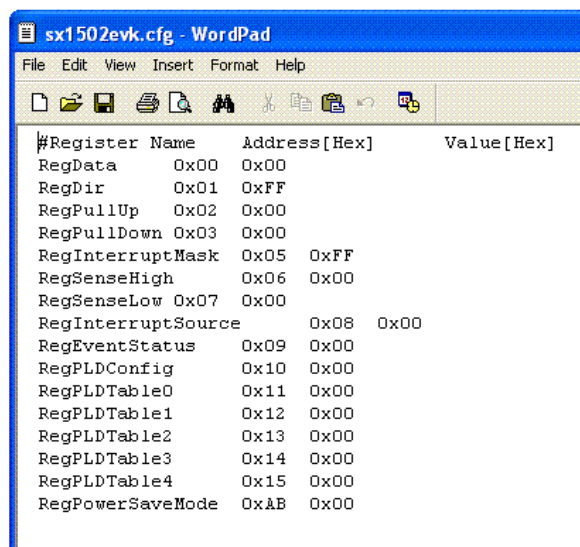 sx1502evk.cfg - WordPad
File Edit View Insert Format Help
#Register Name Address[Hex] Value[Hex]
RegData 0x00 0x00
RegDir 0x01 0xFF
RegPullUp 0x02 0x00
RegPullDown 0x03 0x00
RegInterruptMask 0x05 0xFF
RegSenseHigh 0x06 0x00
RegSenseLow 0x07 0x00
RegInterruptSource 0x08 0x00
RegEventStatus 0x09 0x00
RegPLDConfig 0x10 0x00
RegPLDTable0 0x11 0x00
RegPLDTable1 0x12 0x00
RegPLDTable2 0x13 0x00
RegPLDTable3 0x14 0x00
RegPLDTable4 0x15 0x00
RegPowerSaveMode 0xAB 0x00